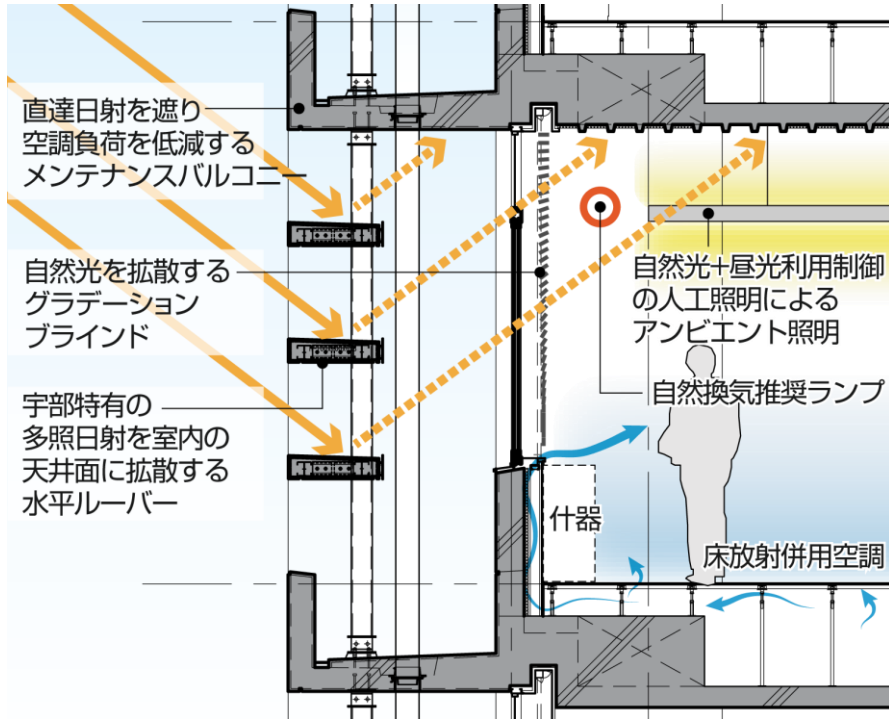 直達日射を遮り
空調負荷を低減する
メンテナンスバルコニー
自然光を拡散する
グラデーション
ブラインド
宇部特有の
多照日射を室内の
天井面に拡散する
水平ルーバー
自然光+昼光利用制御
の人工照明による
アンビエント照明
自然換気推奨ランプ
什器
床放射併用空調